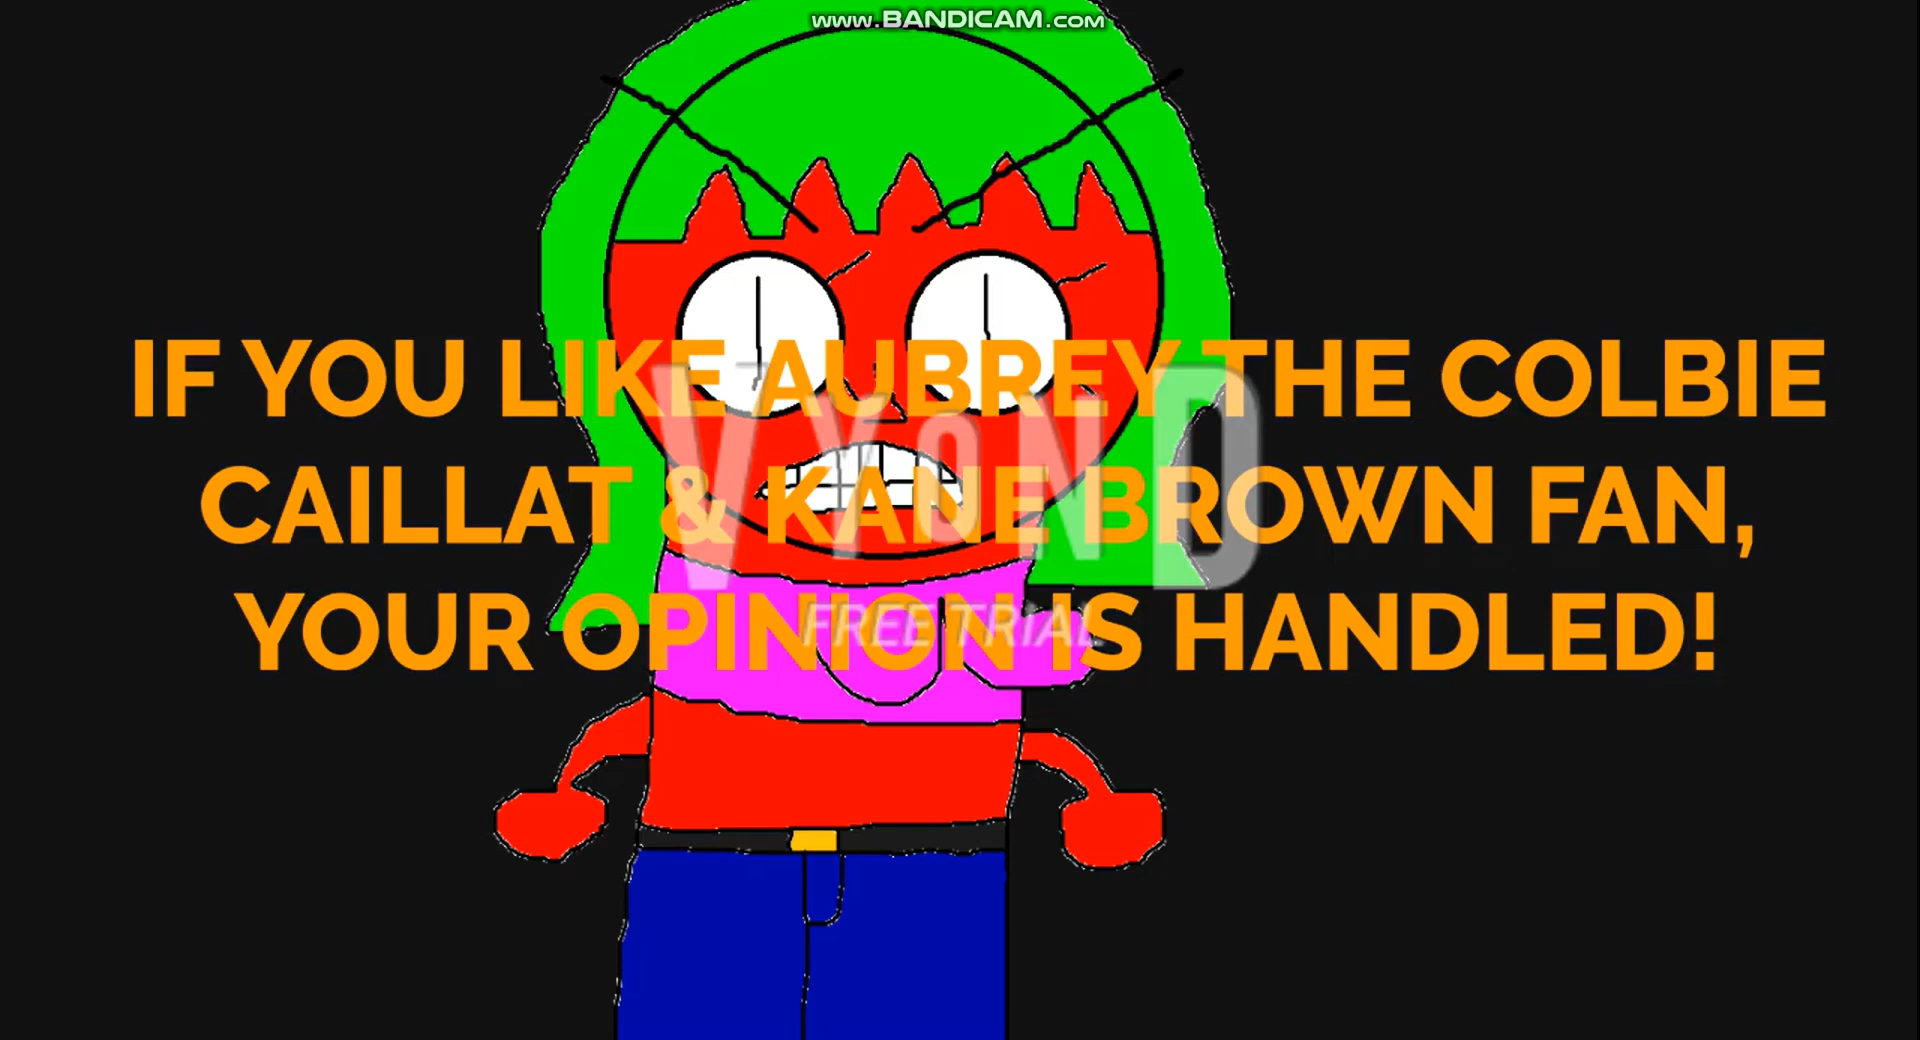 www.BANDICAM.com
IF YOU LIKE AUBREY THE COLBIE
CAILLAT & KANE BROWN FAN,
YOUR OPINION IS HANDLED!
VYOND
FREE TRIAL